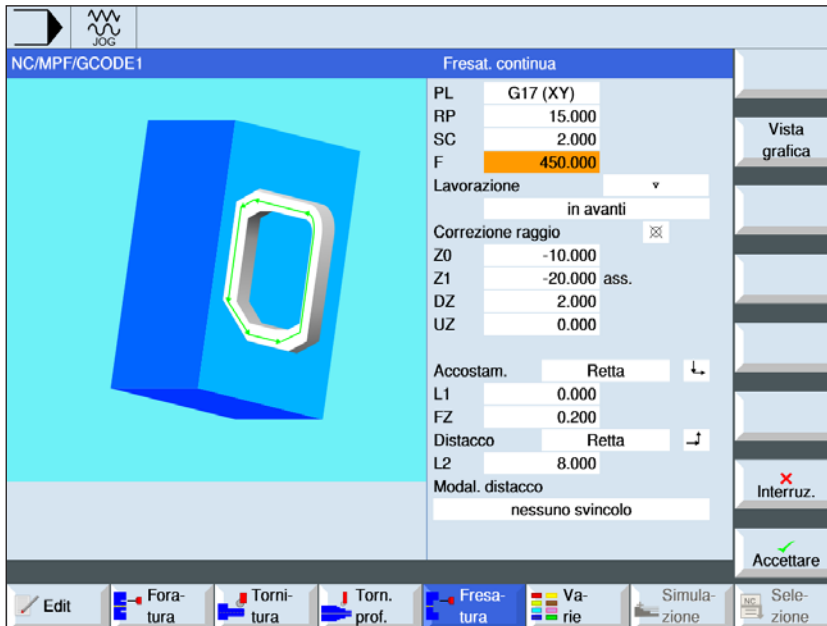 JOG
NC/MPF/GCODE1
Fresat. continua
PL G17 (XY)
RP 15.000
SC 2.000
F 450.000
Lavorazione
in avanti
Correzione raggio
Z0 -10.000
Z1 -20.000 ass.
DZ 2.000
UZ 0.000
Accostam. Retta
L1 0.000
FZ 0.200
Distacco Retta
L2 8.000
Modal. distacco
nessuno svincolo
Vista
grafica
Interruz.
Accettare
Edit
Fora-
tura
Torni-
tura
Torn.
prof.
Fresa-
tura
Va-
rie
Simula-
zione
NC
Sele-
zione